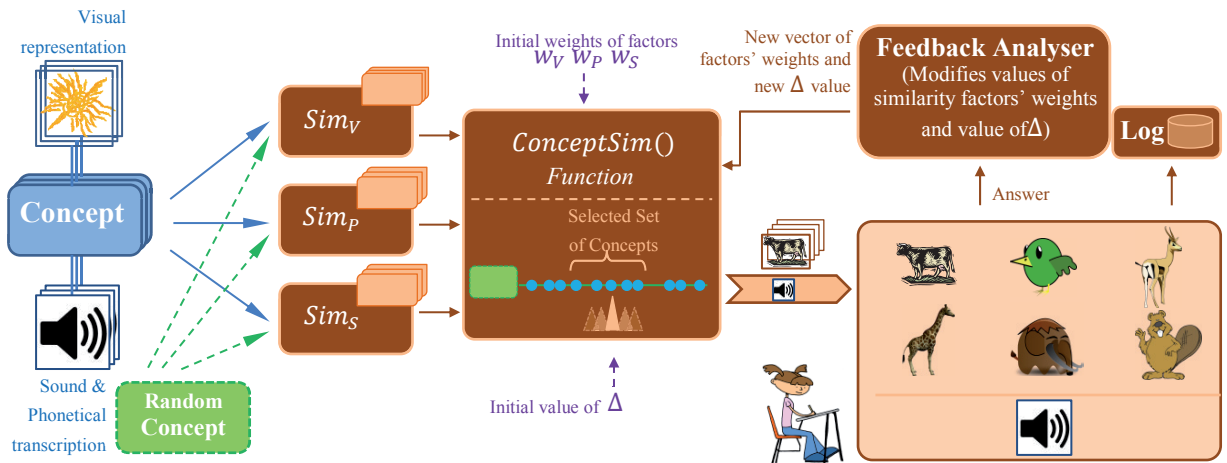 Visual
representation
Concept
Sound &
Phonetical
transcription
Random
Concept
Sim_V
Sim_P
Sim_S
Initial weights of factors
w_V w_P w_S
ConceptSim()
Function
Selected Set
of Concepts
Initial value of Δ
New vector of
factors’ weights and
new Δ value
Feedback Analyser
(Modifies values of
similarity factors’ weights
and value of Δ)
Log
Answer